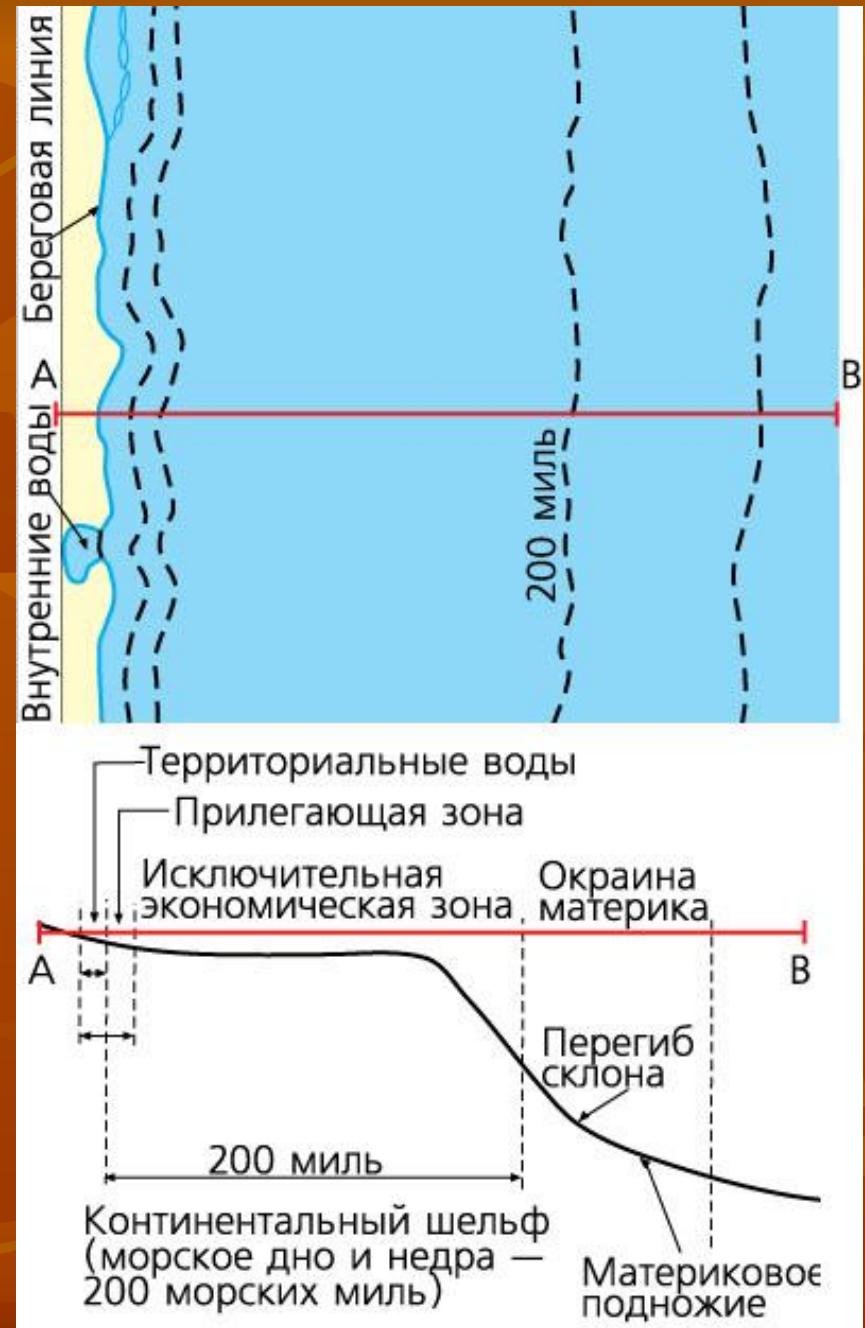 Береговая линия
А
В
Внутренние воды
200 миль
Территориальные воды
Прилегающая зона
Исключительная
экономическая зона
Окраина
материка
А
В
Перегиб
склона
200 миль
Континентальный шельф
(морское дно и недра —
200 морских миль)
Материковое
подножие